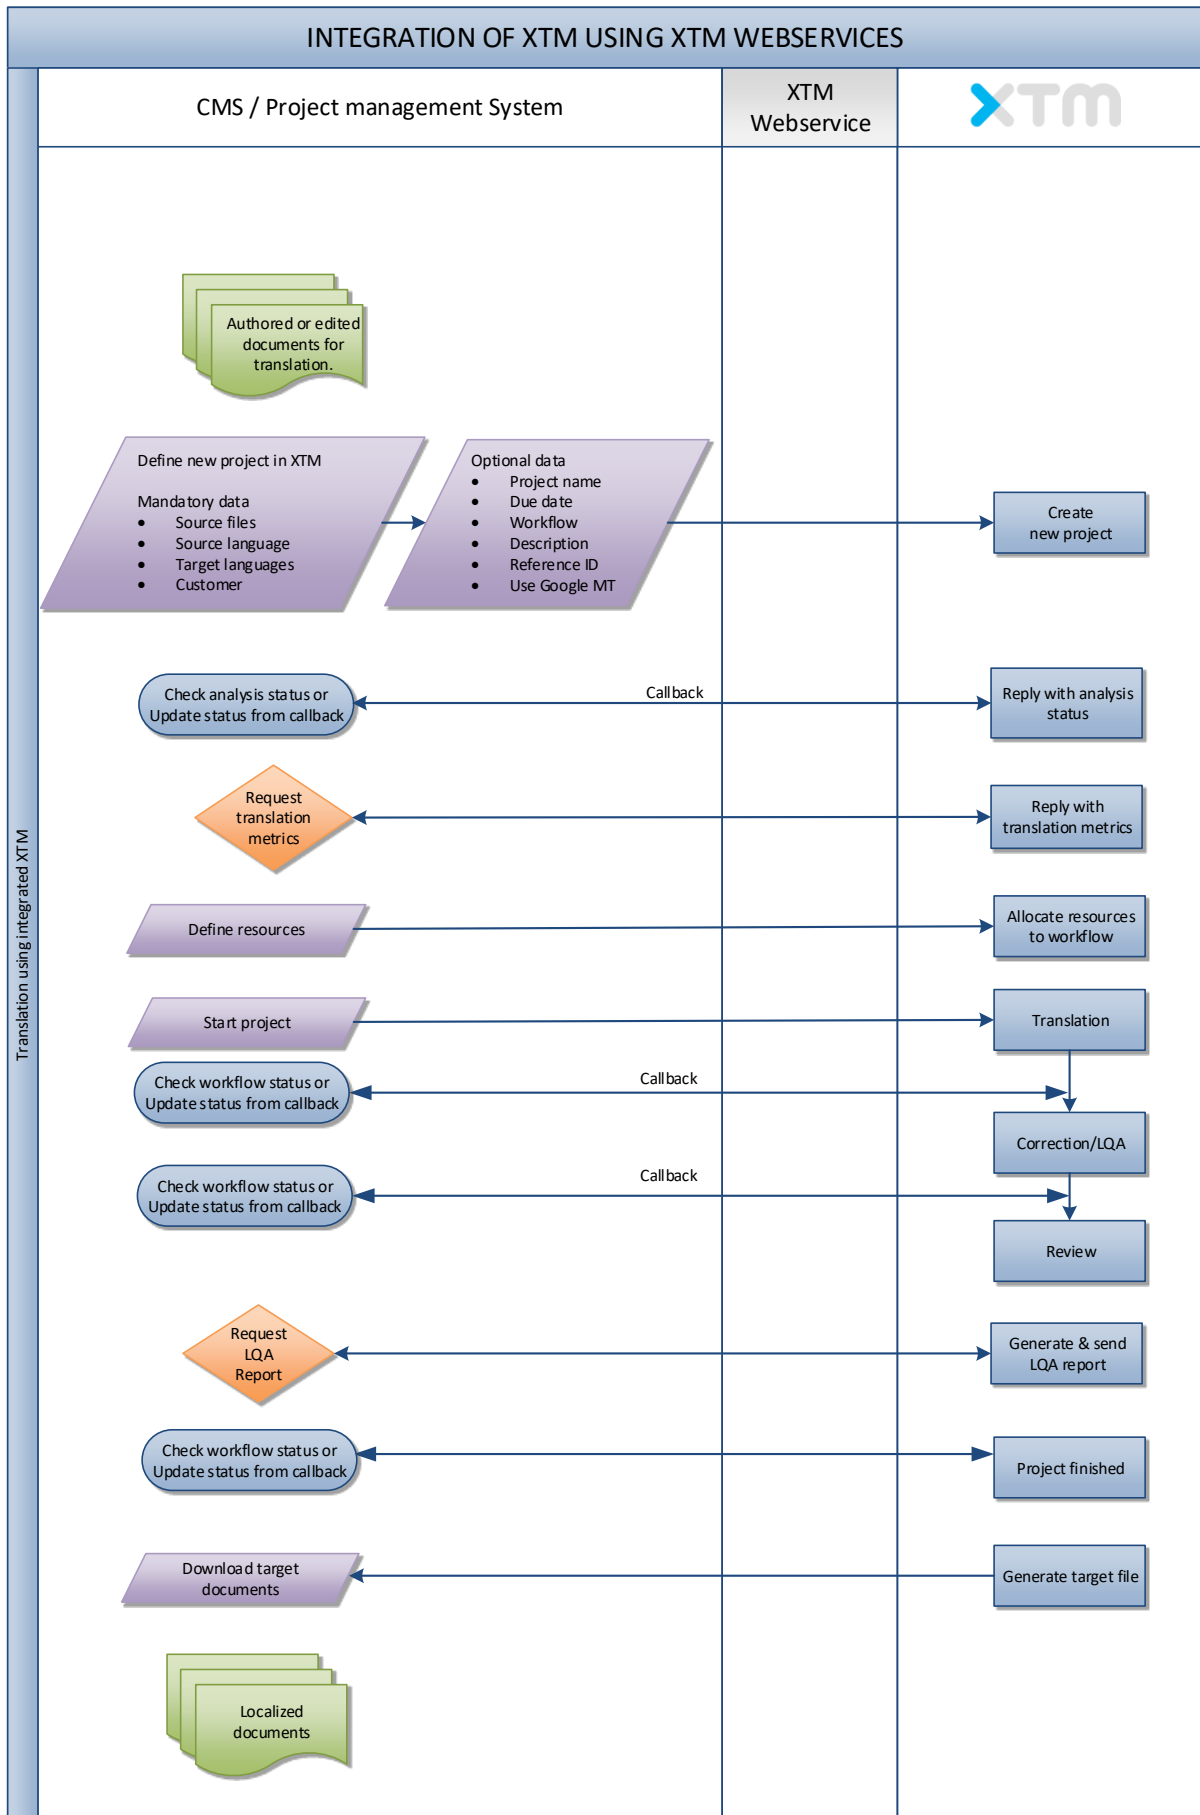 INTEGRATION OF XTM USING XTM WEBSERVICES
Translation using integrated XTM
CMS / Project management System
XTM
Webservice
XTM
Authored or edited
documents for
translation.
Define new project in XTM
Mandatory data
• Source files
• Source language
• Target languages
• Customer
Optional data
• Project name
• Due date
• Workflow
• Description
• Reference ID
• Use Google MT
Create
new project
Check analysis status or
Update status from callback
Callback
Reply with analysis
status
Request
translation
metrics
Reply with
translation metrics
Define resources
Allocate resources
to workflow
Start project
Translation
Check workflow status or
Update status from callback
Callback
Correction/LQA
Check workflow status or
Update status from callback
Callback
Review
Request
LQA
Report
Generate & send
LQA report
Check workflow status or
Update status from callback
Project finished
Download target
documents
Generate target file
Localized
documents